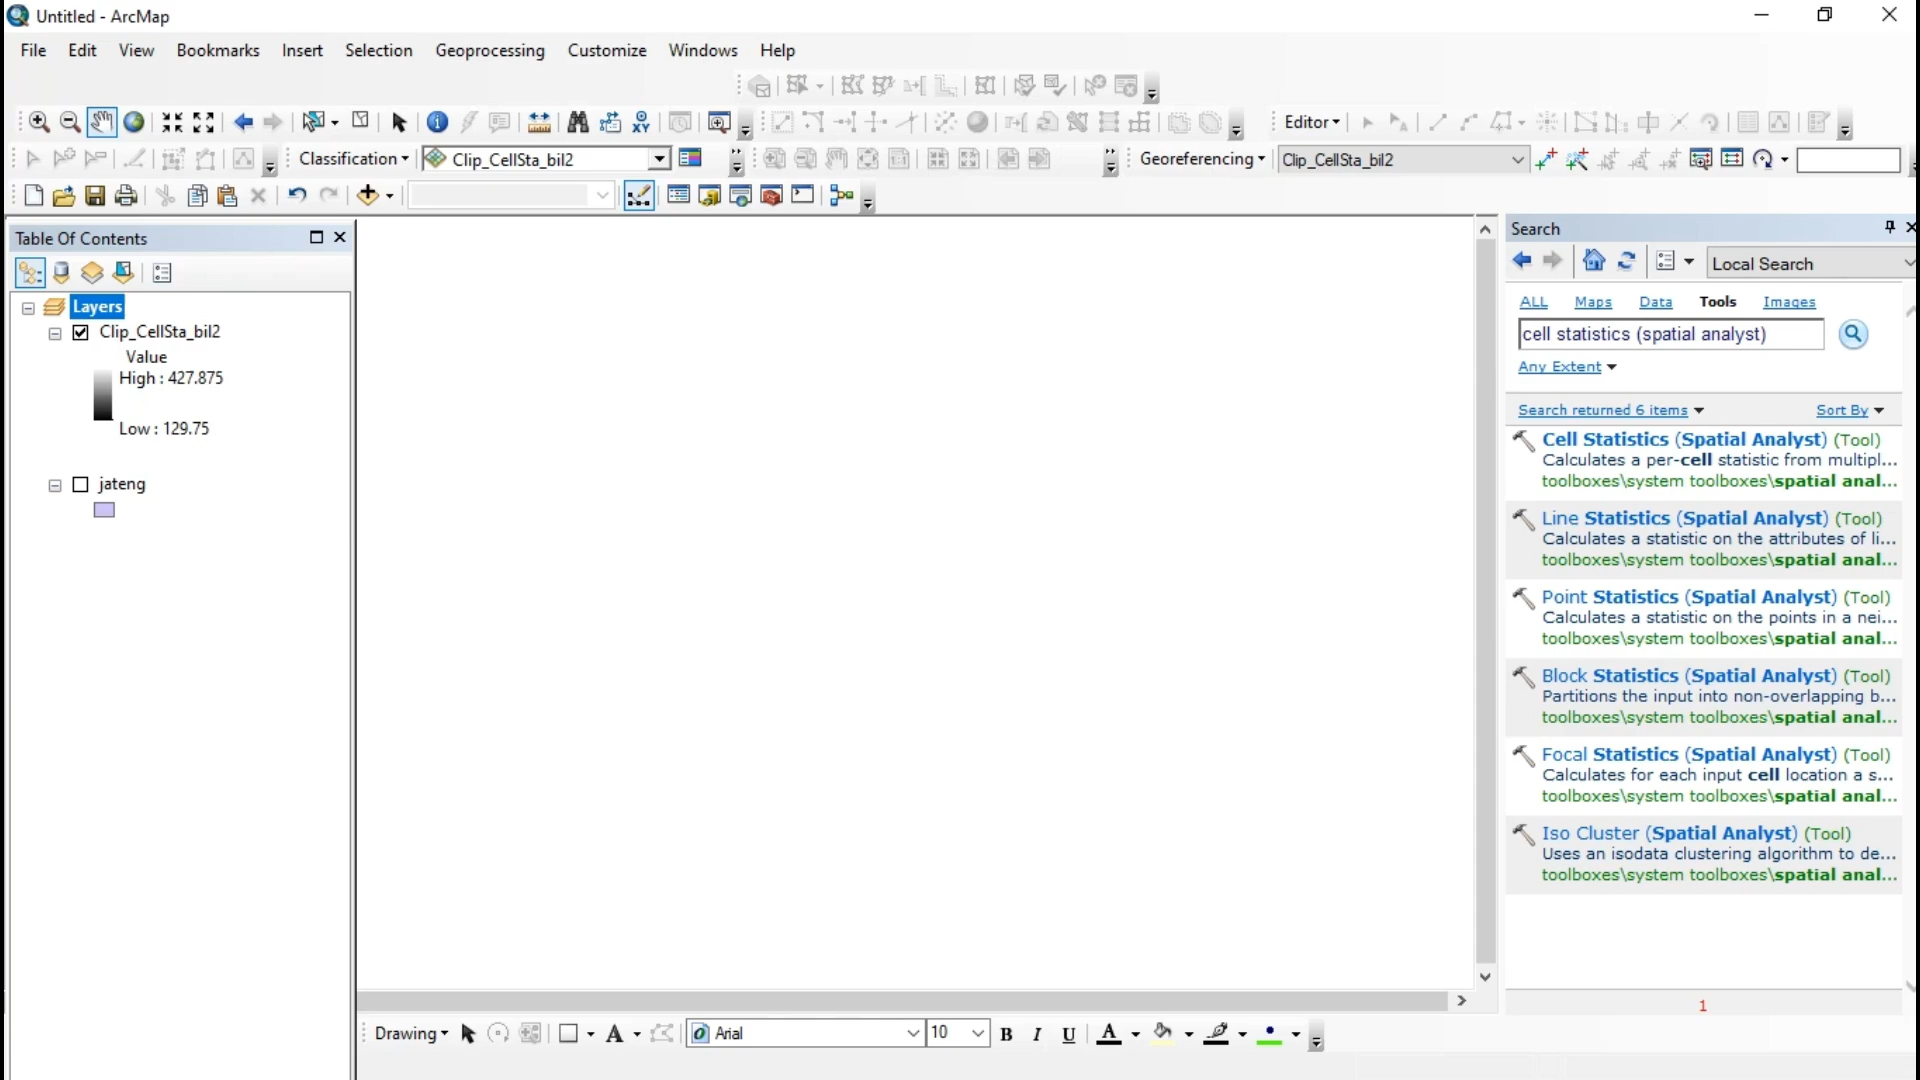 Untitled - ArcMap
File Edit View Bookmarks Insert Selection Geoprocessing Customize Windows Help
XY
Editor
Classification Clip_CellSta_bil2
Georeferencing Clip_CellSta_bil2
Table Of Contents
Layers
Clip_CellSta_bil2
Value
High : 427.875
Low : 129.75
jateng
Search
Local Search
ALL Maps Data Tools Images
cell statistics (spatial analyst)
Any Extent
Search returned 6 items Sort By
Cell Statistics (Spatial Analyst) (Tool)
Calculates a per-cell statistic from multipl...
toolboxes\system toolboxes\spatial anal...
Line Statistics (Spatial Analyst) (Tool)
Calculates a statistic on the attributes of li...
toolboxes\system toolboxes\spatial anal...
Point Statistics (Spatial Analyst) (Tool)
Calculates a statistic on the points in a nei...
toolboxes\system toolboxes\spatial anal...
Block Statistics (Spatial Analyst) (Tool)
Partitions the input into non-overlapping b...
toolboxes\system toolboxes\spatial anal...
Focal Statistics (Spatial Analyst) (Tool)
Calculates for each input cell location a s...
toolboxes\system toolboxes\spatial anal...
Iso Cluster (Spatial Analyst) (Tool)
Uses an isodata clustering algorithm to de...
toolboxes\system toolboxes\spatial anal...
1
Drawing A Arial 10 B I U A